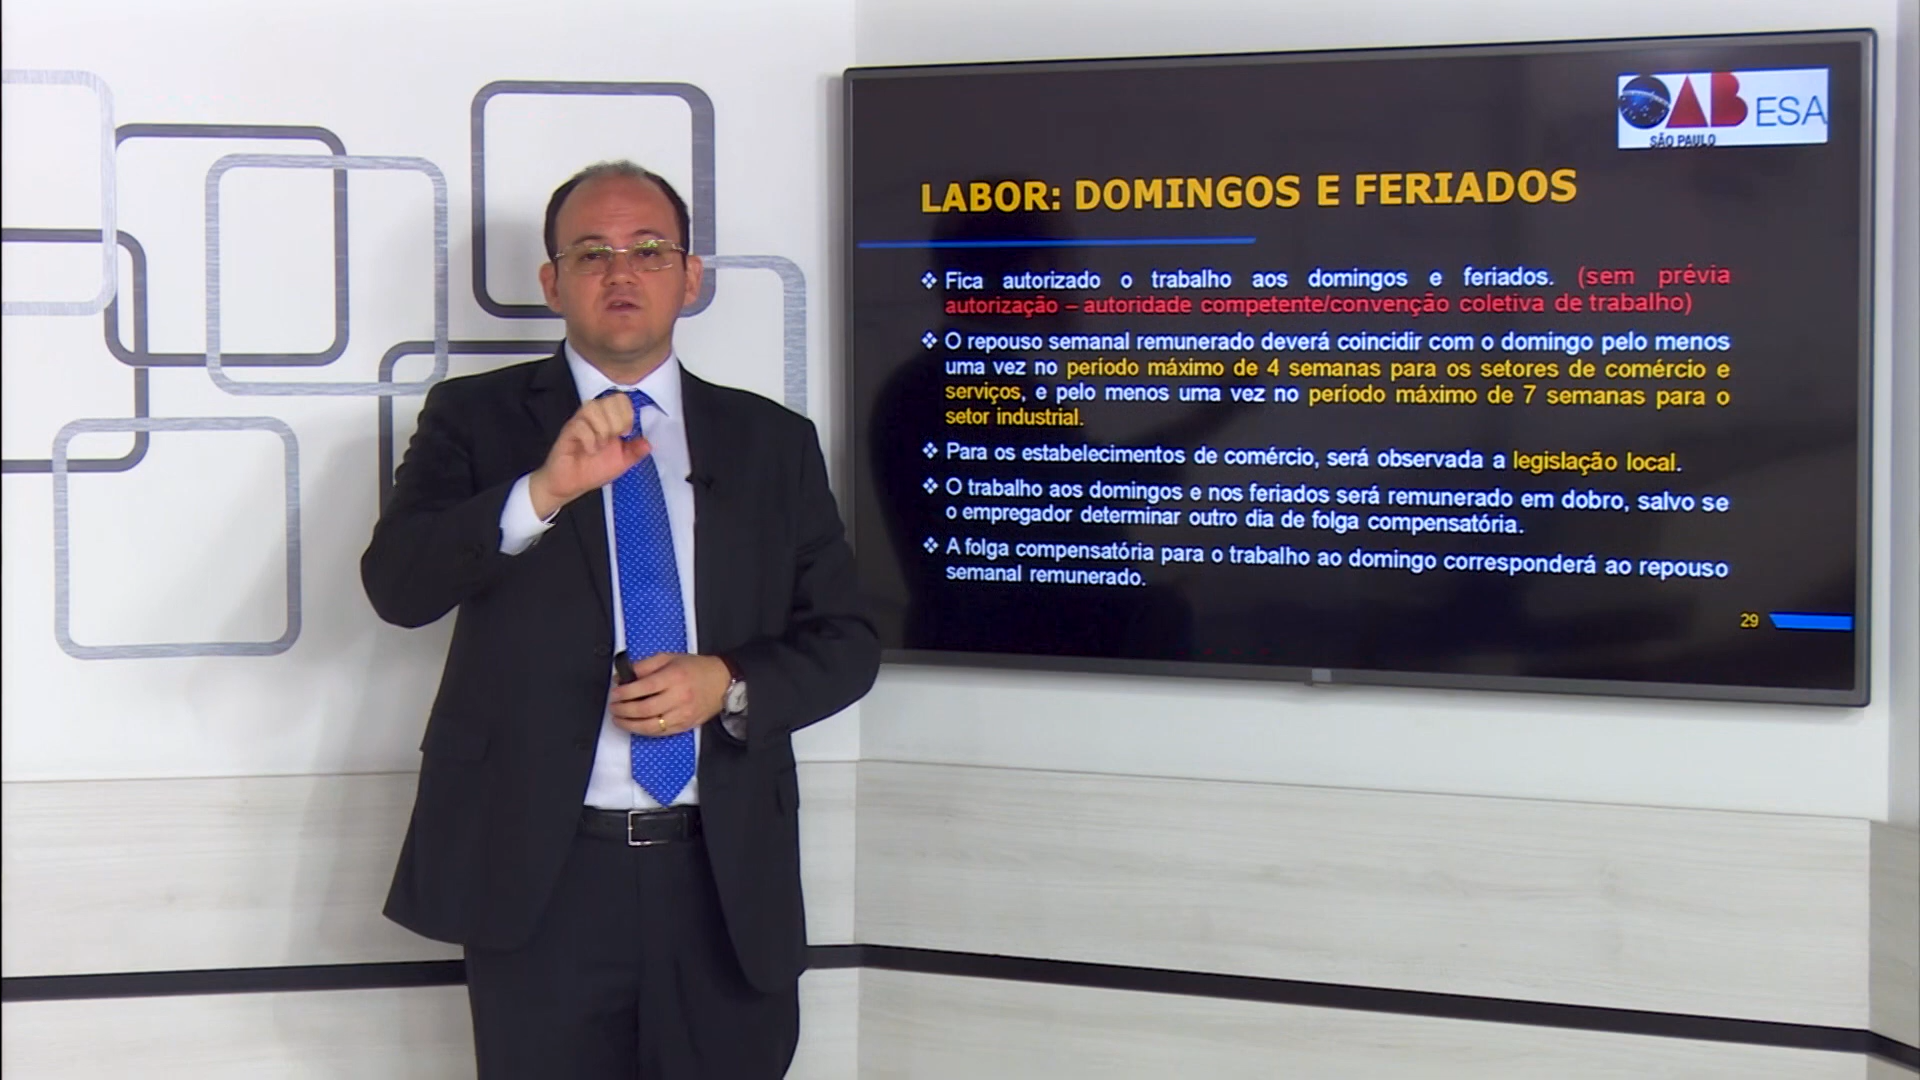 OAB ESA
SÃO PAULO
LABOR: DOMINGOS E FERIADOS
❖ Fica autorizado o trabalho aos domingos e feriados. (sem prévia
autorização – autoridade competente/convenção coletiva de trabalho)
❖ O repouso semanal remunerado deverá coincidir com o domingo pelo menos
uma vez no período máximo de 4 semanas para os setores de comércio e
serviços, e pelo menos uma vez no período máximo de 7 semanas para o
setor industrial.
❖ Para os estabelecimentos de comércio, será observada a legislação local.
❖ O trabalho aos domingos e nos feriados será remunerado em dobro, salvo se
o empregador determinar outro dia de folga compensatória.
❖ A folga compensatória para o trabalho ao domingo corresponderá ao repouso
semanal remunerado.
29